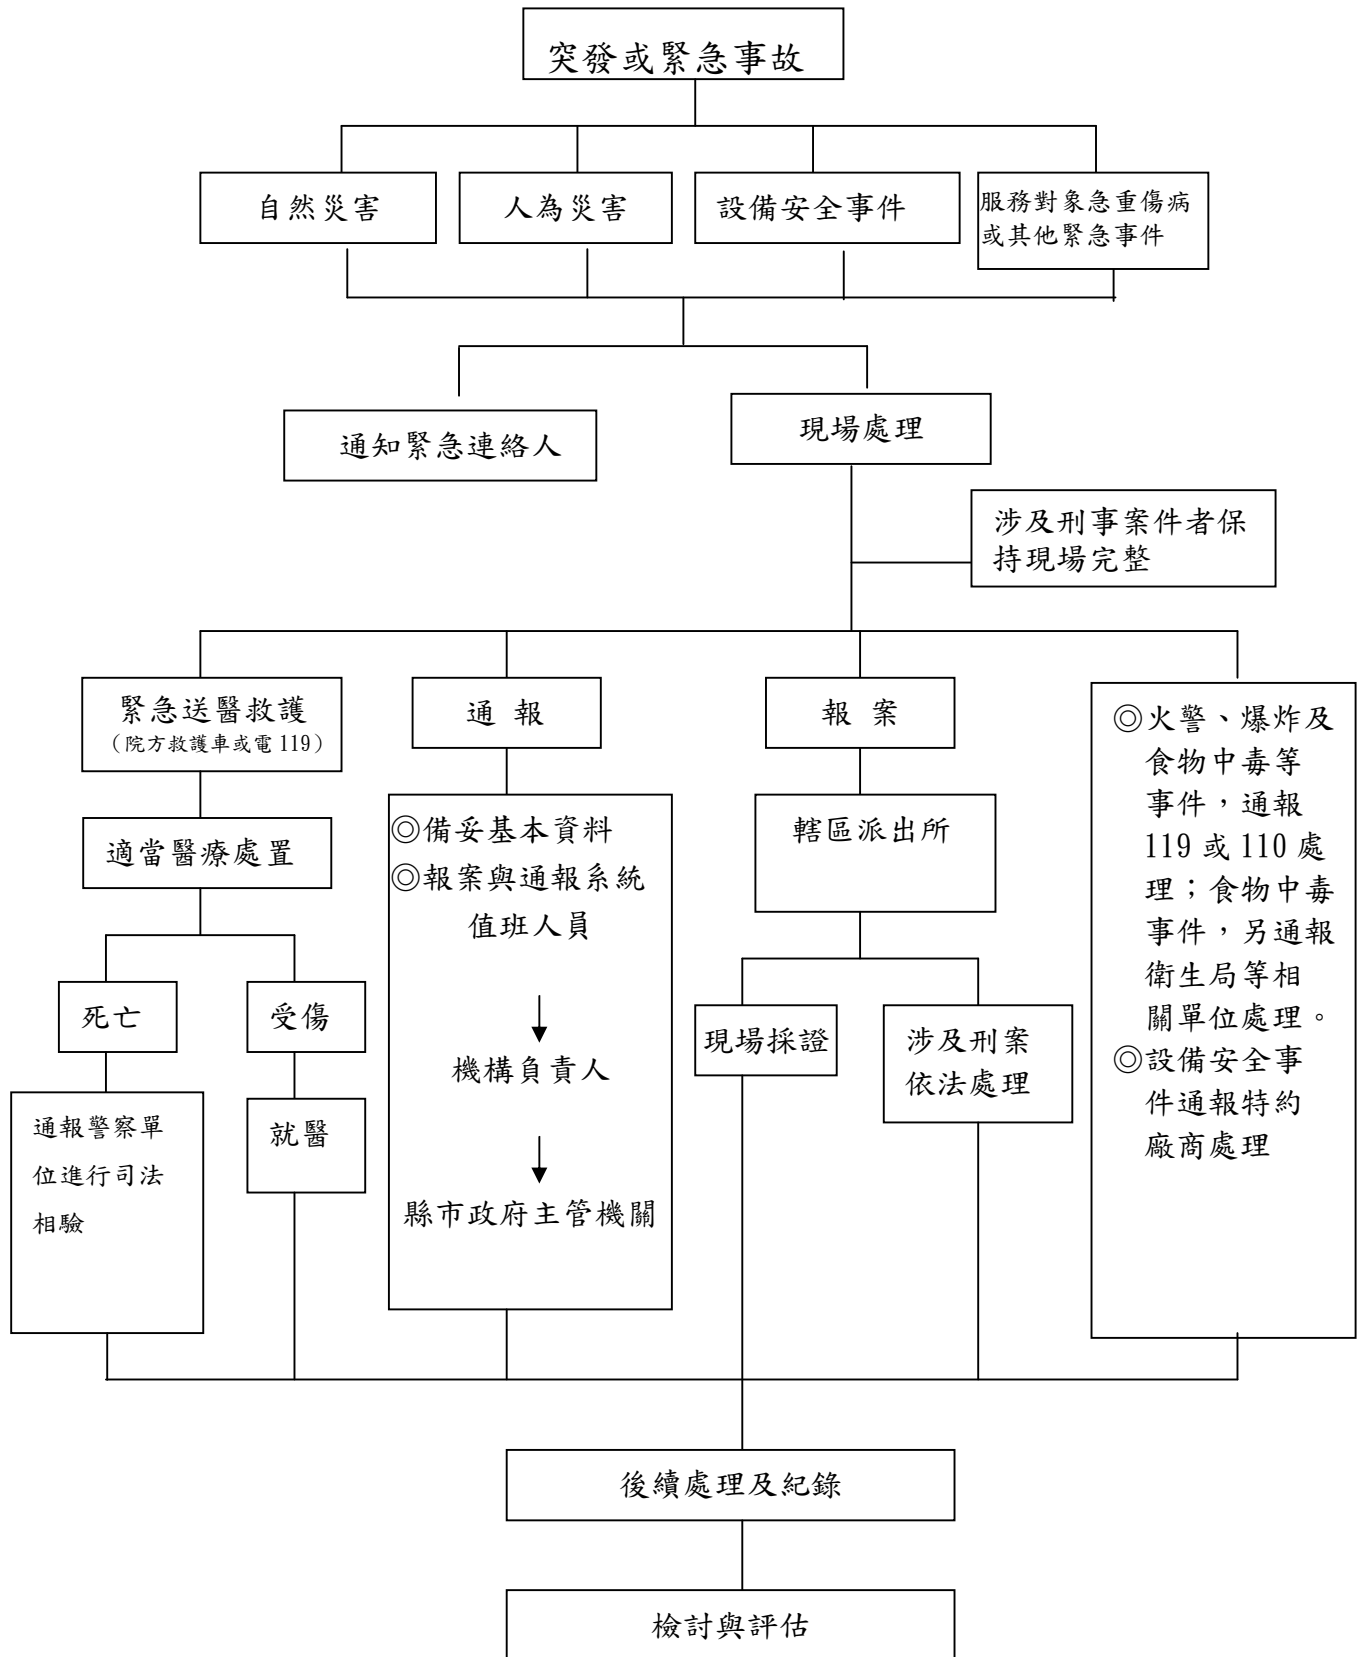 突發或緊急事故
自然災害
人為災害
設備安全事件
服務對象急重傷病
或其他緊急事件
通知緊急連絡人
現場處理
涉及刑事案件者保
持現場完整
緊急送醫救護
（院方救護車或電119）
適當醫療處置
死亡
受傷
通報警察單
位進行司法
相驗
就醫
通 報
◎備妥基本資料
◎報案與通報系統
值班人員
機構負責人
縣市政府主管機關
報 案
轄區派出所
現場採證
涉及刑案
依法處理
◎火警、爆炸及
食物中毒等
事件，通報
119 或 110 處
理；食物中毒
事件，另通報
衛生局等相
關單位處理。
◎設備安全事
件通報特約
廠商處理
後續處理及紀錄
檢討與評估